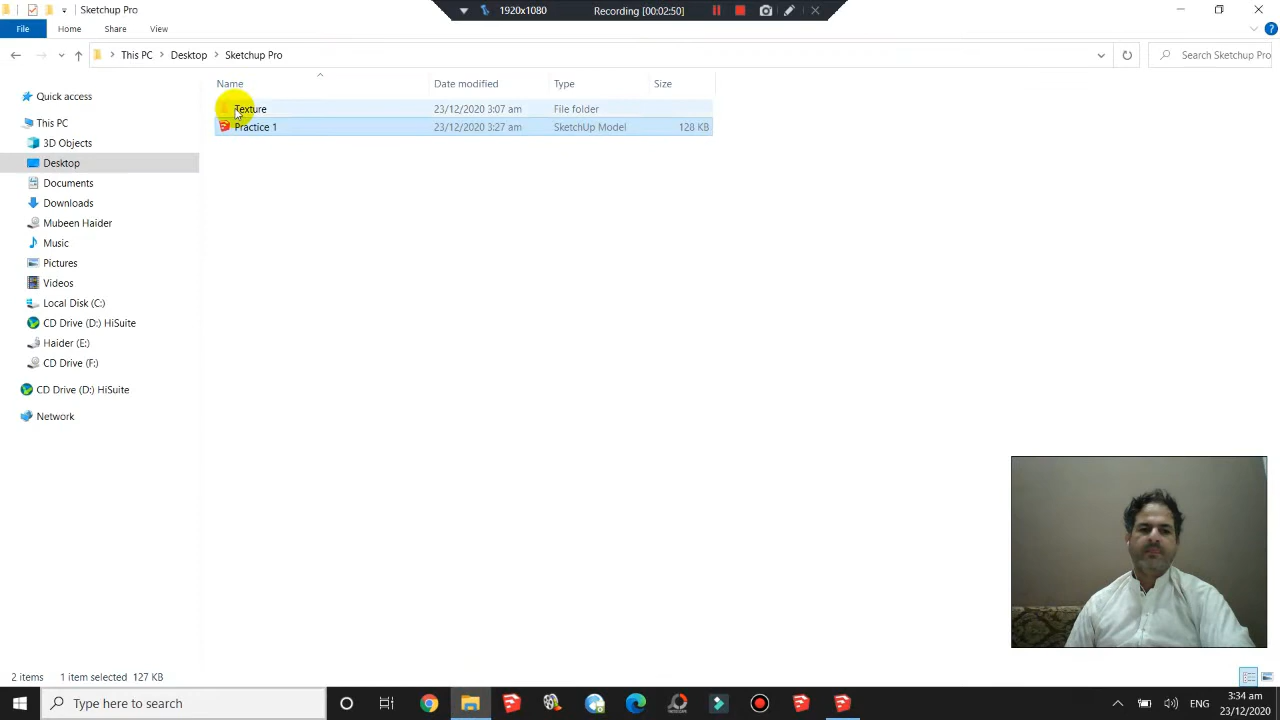 Sketchup Pro
1920x1080
Recording [00:02:50]
File
Home
Share
View
This PC
Desktop
Sketchup Pro
Search Sketchup Pro
Name
Date modified
Type
Size
Texture
23/12/2020 3:07 am
File folder
Practice 1
23/12/2020 3:27 am
SketchUp Model
128 KB
Quick access
This PC
3D Objects
Desktop
Documents
Downloads
Mubeen Haider
Music
Pictures
Videos
Local Disk (C:)
CD Drive (D:) HiSuite
Haider (E:)
CD Drive (F:)
CD Drive (D:) HiSuite
Network
2 items
1 item selected 127 KB
Type here to search
ENG
3:34 am
23/12/2020